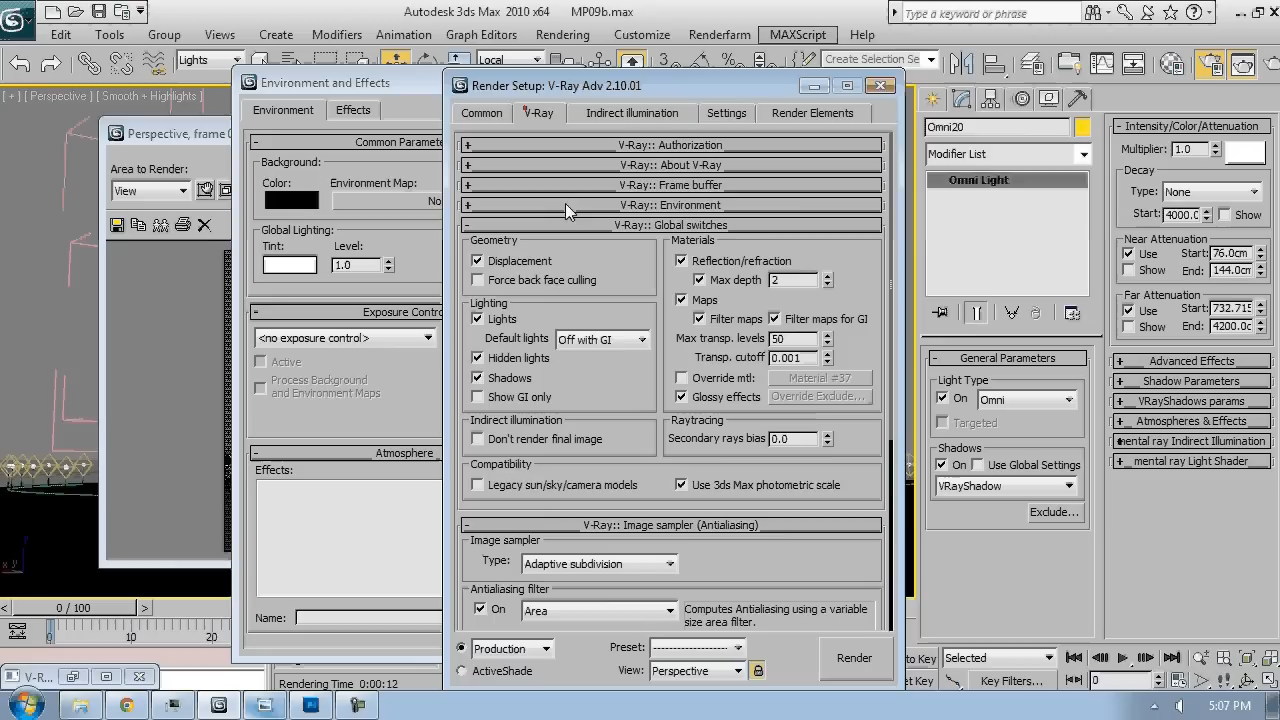 Autodesk 3ds Max 2010 x64 MP09b.max
Type a keyword or phrase
Edit Tools Group Views Create Modifiers Animation Graph Editors Rendering Customize Renderfarm MAXScript Help
Lights Local Create Selection Se
[ + ] [ Perspective ] [ Smooth + Highlights ]
Perspective, frame 0
Area to Render
View
Environment and Effects
Environment Effects
Common Parame
Background:
Color: Environment Map:
No
Global Lighting:
Tint: Level:
1.0
Exposure Contro
<no exposure control>
Active
Process Background
and Environment Maps
Atmosphere
Effects:
Name:
Rendering Time 0:00:12
Render Setup: V-Ray Adv 2.10.01
Common V-Ray Indirect illumination Settings Render Elements
V-Ray:: Authorization
V-Ray:: About V-Ray
V-Ray:: Frame buffer
V-Ray:: Environment
V-Ray:: Global switches
Geometry
Displacement
Force back face culling
Lighting
Lights
Default lights Off with GI
Hidden lights
Shadows
Show GI only
Indirect illumination
Don't render final image
Materials
Reflection/refraction
Max depth 2
Maps
Filter maps Filter maps for GI
Max transp. levels 50
Transp. cutoff 0.001
Override mtl: Material #37
Glossy effects Override Exclude...
Raytracing
Secondary rays bias 0.0
Compatibility
Legacy sun/sky/camera models Use 3ds Max photometric scale
V-Ray:: Image sampler (Antialiasing)
Image sampler
Type: Adaptive subdivision
Antialiasing filter
On Area Computes Antialiasing using a variable
size area filter.
Production Preset: --------------------
ActiveShade View: Perspective
Render
Omni20
Modifier List
Omni Light
General Parameters
Light Type
On Omni
Targeted
Shadows
On Use Global Settings
VRayShadow
Exclude...
Intensity/Color/Attenuation
Multiplier: 1.0
Decay
Type: None
Start: 4000.0 Show
Near Attenuation
Use Start: 76.0cm
Show End: 144.0cm
Far Attenuation
Use Start: 732.715
Show End: 4200.0c
Advanced Effects
Shadow Parameters
VRayShadows params
Atmospheres & Effects
mental ray Indirect Illumination
mental ray Light Shader
0 / 100
0 10 20
V-R...
to Key Selected
et Key Key Filters... 0
5:07 PM